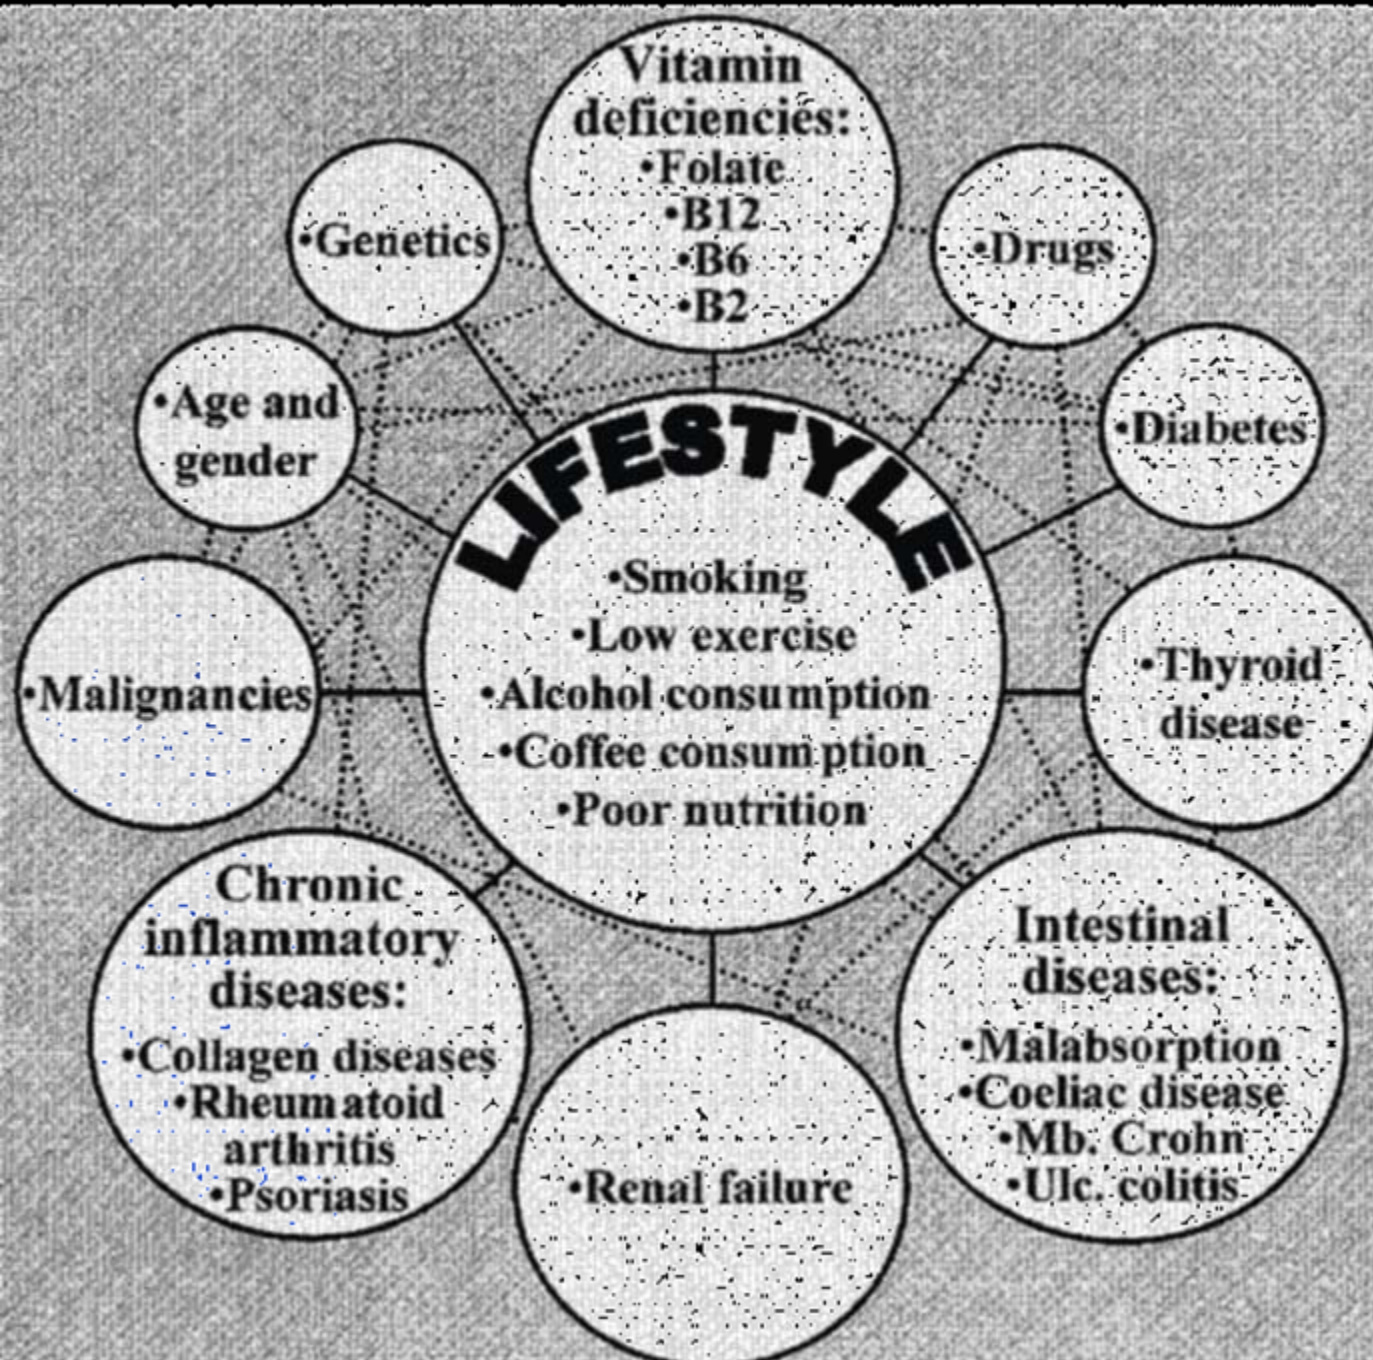 Vitamin
deficiencies:
•Folate
•B12
•B6
•B2
•Genetics
•Drugs
•Age and
gender
•Diabetes
LIFESTYLE
•Smoking
•Low exercise
•Alcohol consumption
•Coffee consumption
•Poor nutrition
•Malignancies
•Thyroid
disease
Chronic
inflammatory
diseases:
•Collagen diseases
•Rheumatoid
arthritis
•Psoriasis
Intestinal
diseases:
•Malabsorption
•Coeliac disease
•Mb. Crohn
•Ulc. colitis
•Renal failure